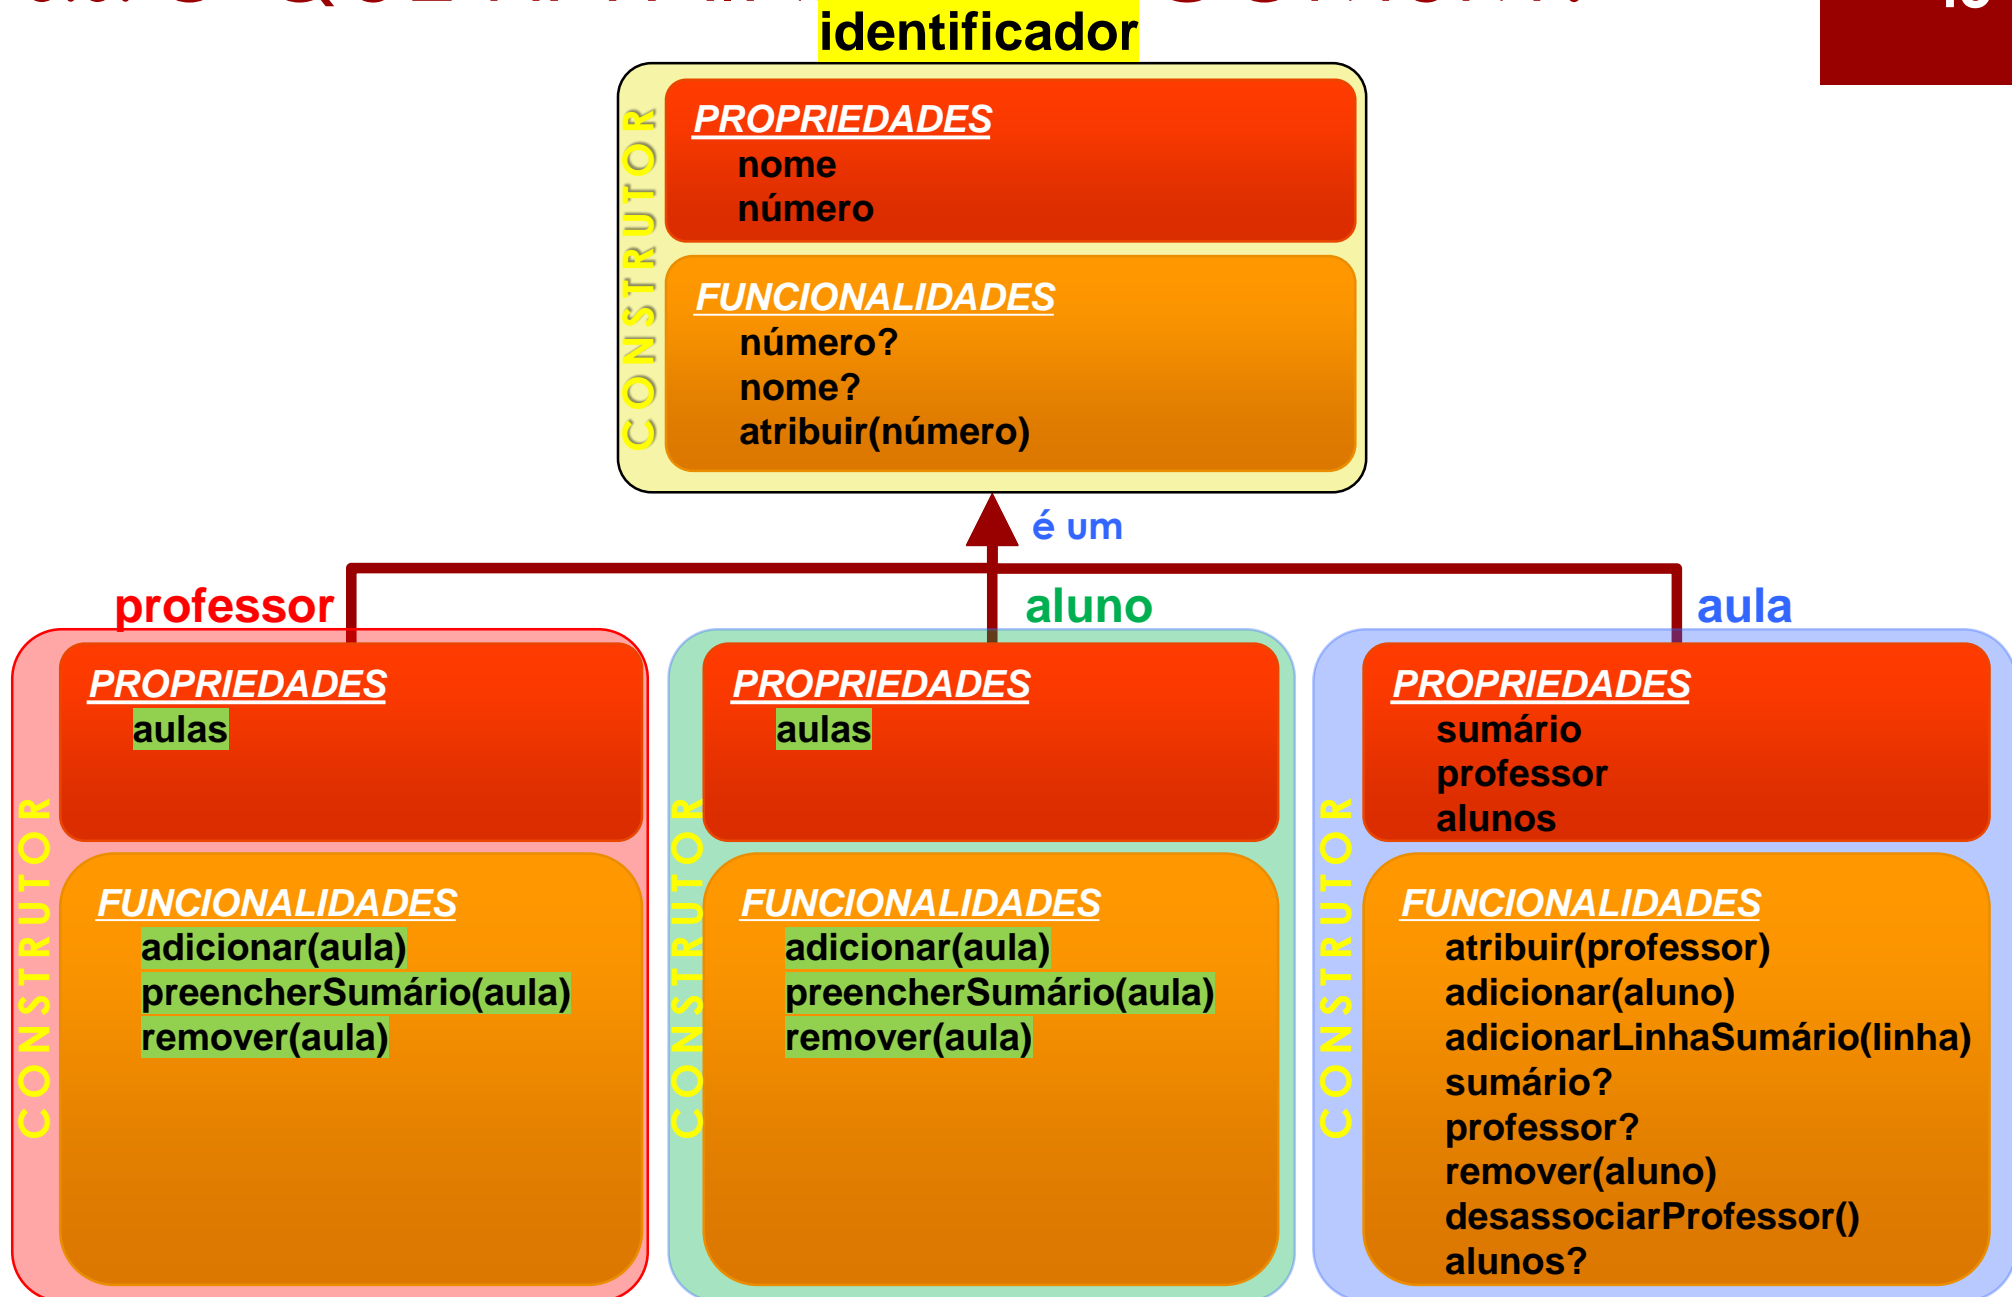 identificador
CONSTRUTOR
PROPRIEDADES
nome
número
FUNCIONALIDADES
número?
nome?
atribuir(número)
é um
professor
CONSTRUTOR
PROPRIEDADES
aulas
FUNCIONALIDADES
adicionar(aula)
preencherSumário(aula)
remover(aula)
aluno
CONSTRUTOR
PROPRIEDADES
aulas
FUNCIONALIDADES
adicionar(aula)
preencherSumário(aula)
remover(aula)
aula
CONSTRUTOR
PROPRIEDADES
sumário
professor
alunos
FUNCIONALIDADES
atribuir(professor)
adicionar(aluno)
adicionarLinhaSumário(linha)
sumário?
professor?
remover(aluno)
desassociarProfessor()
alunos?